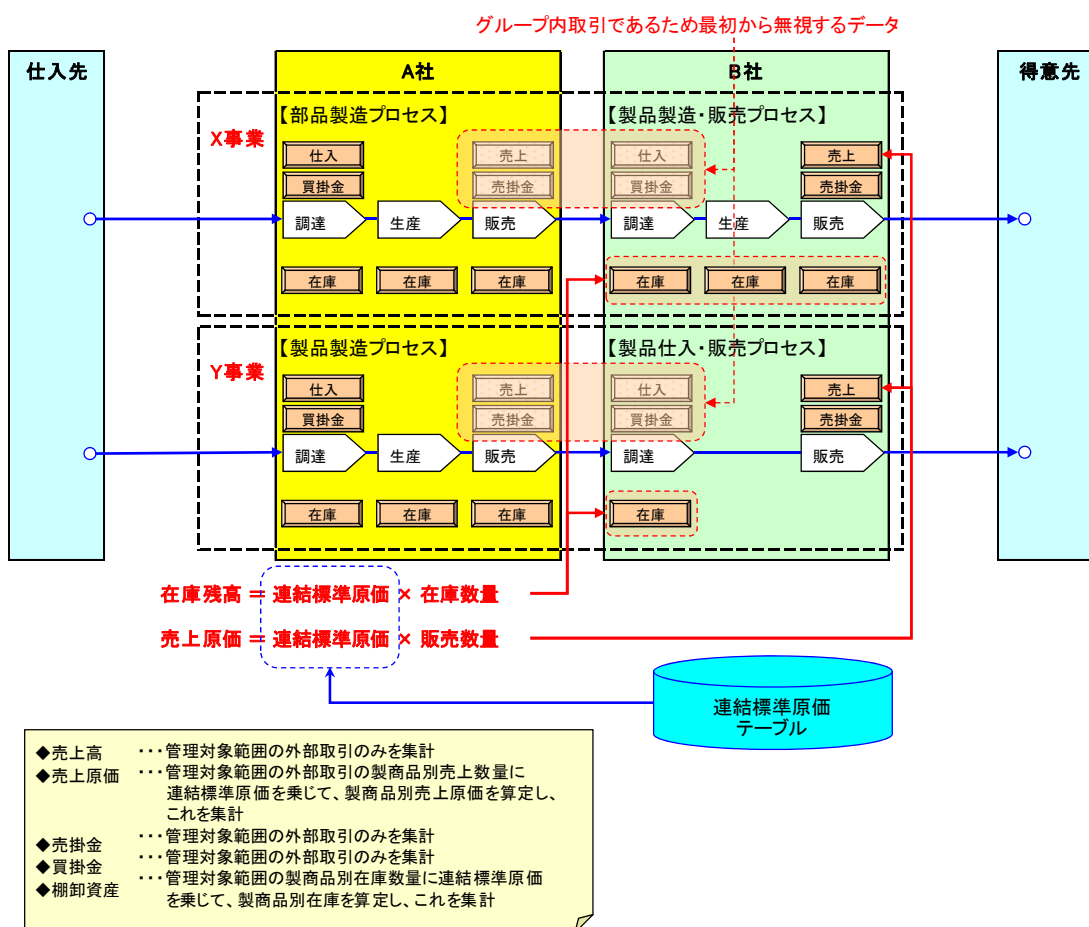 グループ内取引であるため最初から無視するデータ
仕入先
A社
B社
得意先
X事業
【部品製造プロセス】
【製品製造・販売プロセス】
仕入
売上
仕入
売上
買掛金
売掛金
買掛金
売掛金
調達
生産
販売
調達
生産
販売
在庫
在庫
在庫
在庫
在庫
在庫
Y事業
【製品製造プロセス】
【製品仕入・販売プロセス】
仕入
売上
仕入
売上
買掛金
売掛金
買掛金
売掛金
調達
生産
販売
調達
販売
在庫
在庫
在庫
在庫
在庫残高 = 連結標準原価 × 在庫数量
売上原価 = 連結標準原価 × 販売数量
連結標準原価
テーブル
◆売上高 ・・・管理対象範囲の外部取引のみを集計
◆売上原価 ・・・管理対象範囲の外部取引の製商品別売上数量に
連結標準原価を乗じて、製商品別売上原価を算定し、
これを集計
◆売掛金 ・・・管理対象範囲の外部取引のみを集計
◆買掛金 ・・・管理対象範囲の外部取引のみを集計
◆棚卸資産 ・・・管理対象範囲の製商品別在庫数量に連結標準原価
を乗じて、製商品別在庫を算定し、これを集計